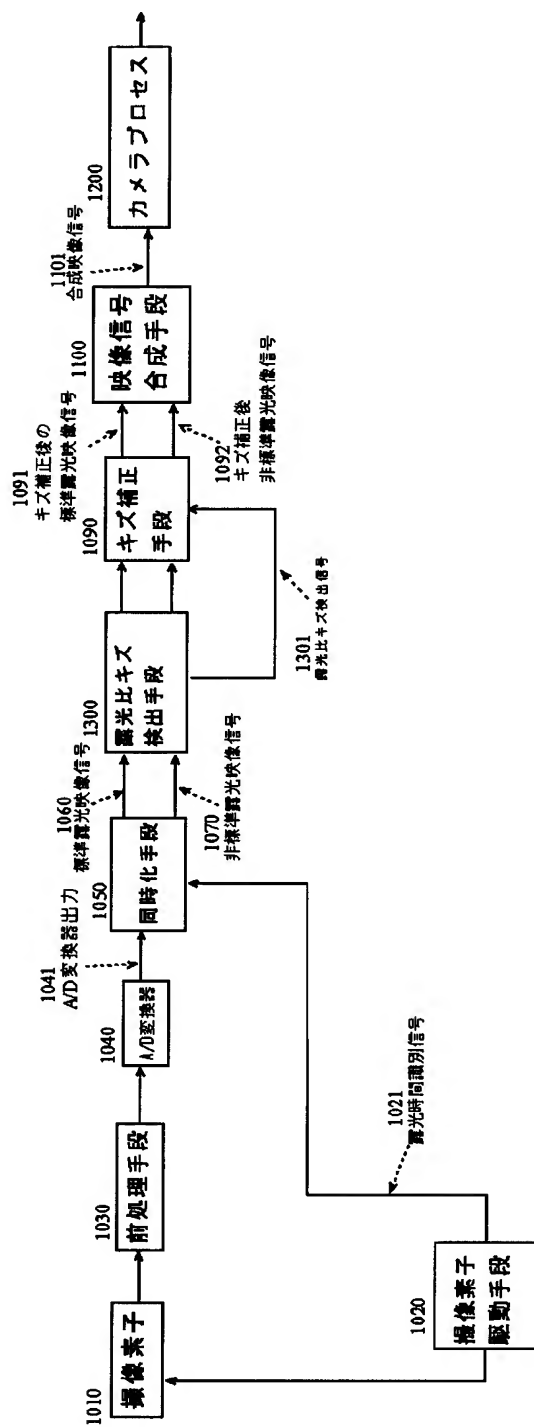 1010
撮像素子
1020
撮像素子
駆動手段
1021
露光時間識別信号
1030
前処理手段
1040
A/D変換器
1041
A/D変換器出力
1050
同時化手段
1060
標準露光映像信号
1070
非標準露光映像信号
1300
露光比キズ
検出手段
1301
露光比キズ検出信号
1090
キズ補正
手段
1091
キズ補正後の
標準露光映像信号
1092
キズ補正後
非標準露光映像信号
1100
映像信号
合成手段
1101
合成映像信号
1200
カメラプロセス